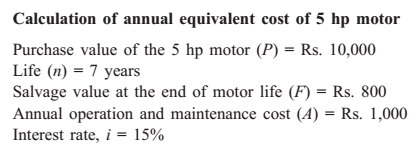 Calculation of annual equivalent cost of 5 hp motor
Purchase value of the 5 hp motor (P) = Rs. 10,000
Life (n) = 7 years
Salvage value at the end of motor life (F) = Rs. 800
Annual operation and maintenance cost (A) = Rs. 1,000
Interest rate, i = 15%